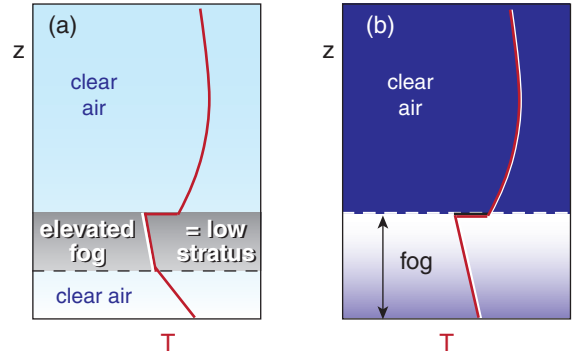 (a)
z
clear
air
elevated
fog
= low
stratus
clear air
T
(b)
z
clear
air
fog
T